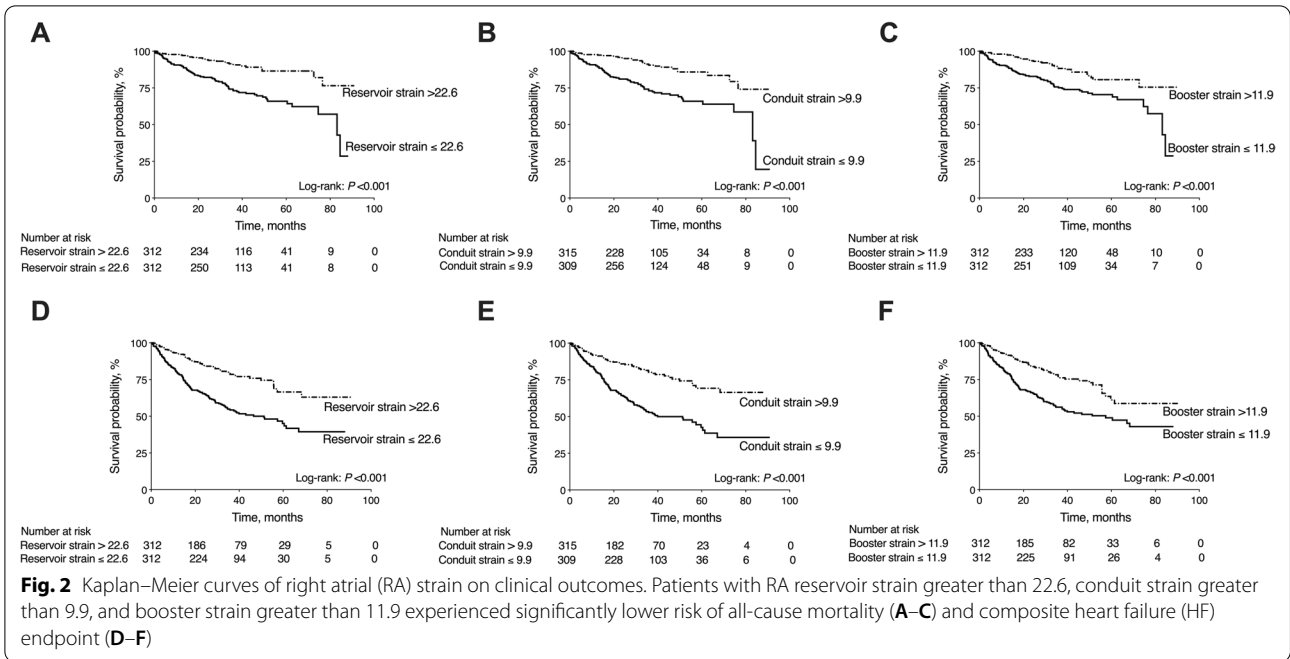 A
Survival probability, %
100
75
50
25
0
Reservoir strain >22.6
Reservoir strain ≤ 22.6
Log-rank: P <0.001
0 20 40 60 80 100
Time, months
Number at risk
Reservoir strain > 22.6 312 234 116 41 9 0
Reservoir strain ≤ 22.6 312 250 113 41 8 0
B
Survival probability, %
100
75
50
25
0
Conduit strain >9.9
Conduit strain ≤ 9.9
Log-rank: P <0.001
0 20 40 60 80 100
Time, months
Number at risk
Conduit strain > 9.9 315 228 105 34 8 0
Conduit strain ≤ 9.9 309 256 124 48 9 0
C
Survival probability, %
100
75
50
25
0
Booster strain >11.9
Booster strain ≤ 11.9
Log-rank: P <0.001
0 20 40 60 80 100
Time, months
Number at risk
Booster strain > 11.9 312 233 120 48 10 0
Booster strain ≤ 11.9 312 251 109 34 7 0
D
Survival probability, %
100
75
50
25
0
Reservoir strain >22.6
Reservoir strain ≤ 22.6
Log-rank: P <0.001
0 20 40 60 80 100
Time, months
Number at risk
Reservoir strain > 22.6 312 186 79 29 5 0
Reservoir strain ≤ 22.6 312 224 94 30 5 0
E
Survival probability, %
100
75
50
25
0
Conduit strain >9.9
Conduit strain ≤ 9.9
Log-rank: P <0.001
0 20 40 60 80 100
Time, months
Number at risk
Conduit strain > 9.9 315 182 70 23 4 0
Conduit strain ≤ 9.9 309 228 103 36 6 0
F
Survival probability, %
100
75
50
25
0
Booster strain >11.9
Booster strain ≤ 11.9
Log-rank: P <0.001
0 20 40 60 80 100
Time, months
Number at risk
Booster strain > 11.9 312 185 82 33 6 0
Booster strain ≤ 11.9 312 225 91 26 4 0
Fig. 2 Kaplan–Meier curves of right atrial (RA) strain on clinical outcomes. Patients with RA reservoir strain greater than 22.6, conduit strain greater
than 9.9, and booster strain greater than 11.9 experienced significantly lower risk of all-cause mortality (A–C) and composite heart failure (HF)
endpoint (D–F)